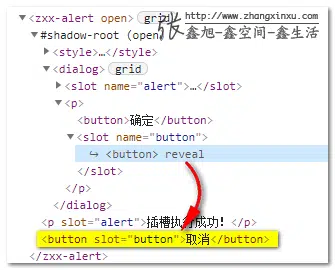 <zxx-alert open> grid
http://www.zhangxinxu.com
张鑫旭-鑫空间-鑫生活
#shadow-root (open)
<style>…</style>
<dialog> grid
<slot name="alert">…</slot>
<p>
<button>确定</button>
<slot name="button">
↪ <button> reveal
</slot>
</p>
</dialog>
<p slot="alert">插槽执行成功！</p>
<button slot="button">取消</button>
</zxx-alert>